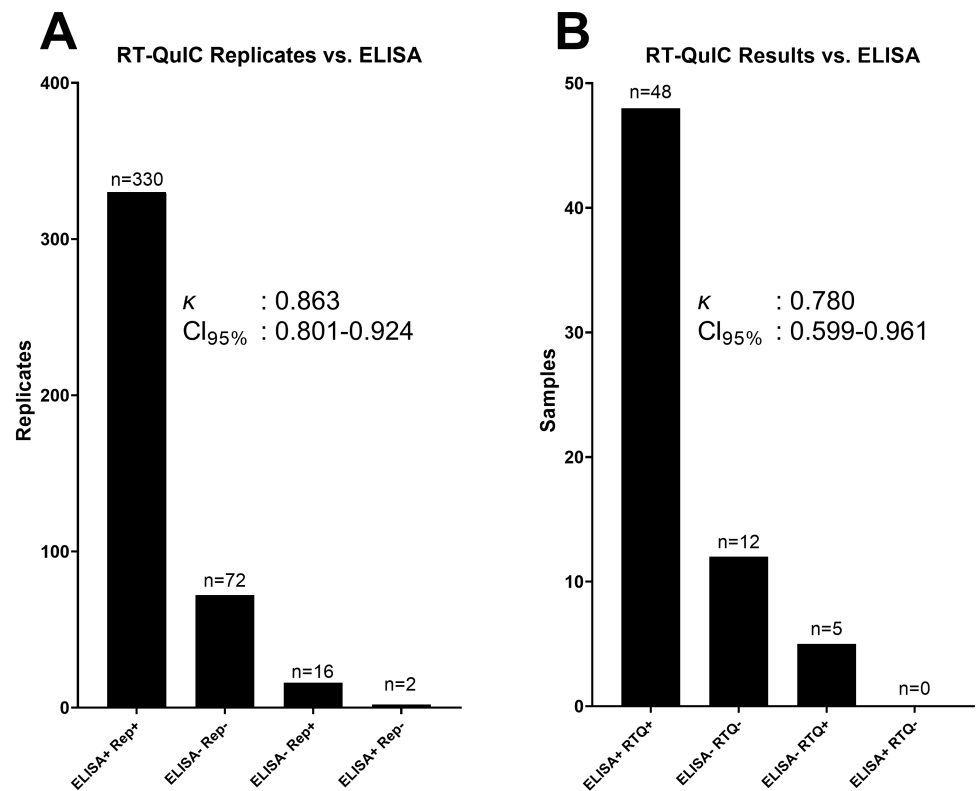 A
RT-QuIC Replicates vs. ELISA
400
300
200
100
0
Replicates
n=330
n=72
n=16
n=2
κ : 0.863
CI95% : 0.801-0.924
ELISA+ Rep+
ELISA- Rep-
ELISA- Rep+
ELISA+ Rep-
B
RT-QuIC Results vs. ELISA
50
40
30
20
10
0
Samples
n=48
n=12
n=5
n=0
κ : 0.780
CI95% : 0.599-0.961
ELISA+ RTQ+
ELISA- RTQ-
ELISA- RTQ+
ELISA+ RTQ-